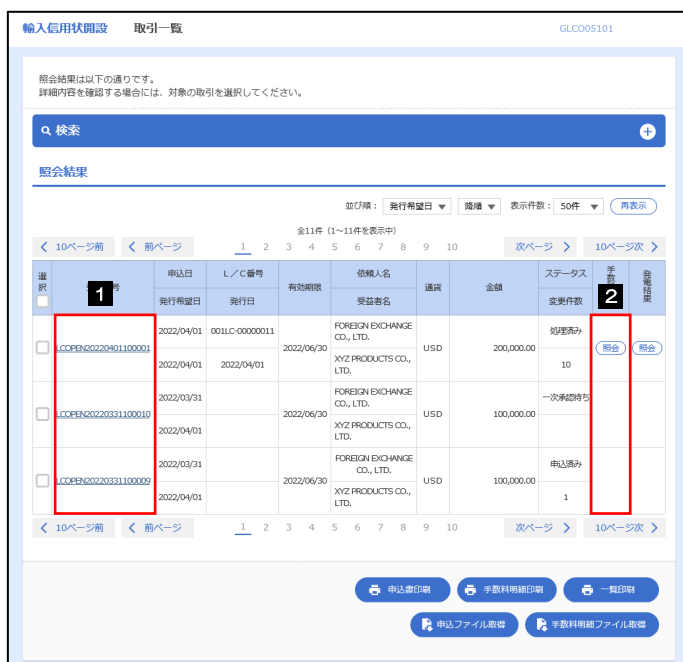 輸入信用状開設 取引一覧 GLCO05101
照会結果は以下の通りです。
詳細内容を確認する場合には、対象の取引を選択してください。
検索
照会結果
並び順： 発行希望日 ▼ 降順 ▼ 表示件数： 50件 ▼ 再表示
全11件（1～11件を表示中）
10ページ前 前ページ 1 2 3 4 5 6 7 8 9 10 次ページ 10ページ次
選択 1 号 申込日 L／C番号 有効期限 依頼人名 通貨 金額 ステータス 手数 2 発電結果
発行希望日 発行日 受益者名 変更件数
LCOPEN20220401100001 2022/04/01 001LC-00000011 2022/06/30 FOREIGN EXCHANGE CO., LTD. USD 200,000.00 処理済み 照会 照会
2022/04/01 2022/04/01 XYZ PRODUCTS CO., LTD. 10
LCOPEN20220331100010 2022/03/31 2022/06/30 FOREIGN EXCHANGE CO., LTD. USD 100,000.00 一次承認待ち
2022/04/01 XYZ PRODUCTS CO., LTD.
LCOPEN20220331100009 2022/03/31 2022/06/30 FOREIGN EXCHANGE CO., LTD. USD 100,000.00 申込済み
2022/04/01 XYZ PRODUCTS CO., LTD. 1
10ページ前 前ページ 1 2 3 4 5 6 7 8 9 10 次ページ 10ページ次
申込書印刷 手数料明細印刷 一覧印刷
申込ファイル取得 手数料明細ファイル取得